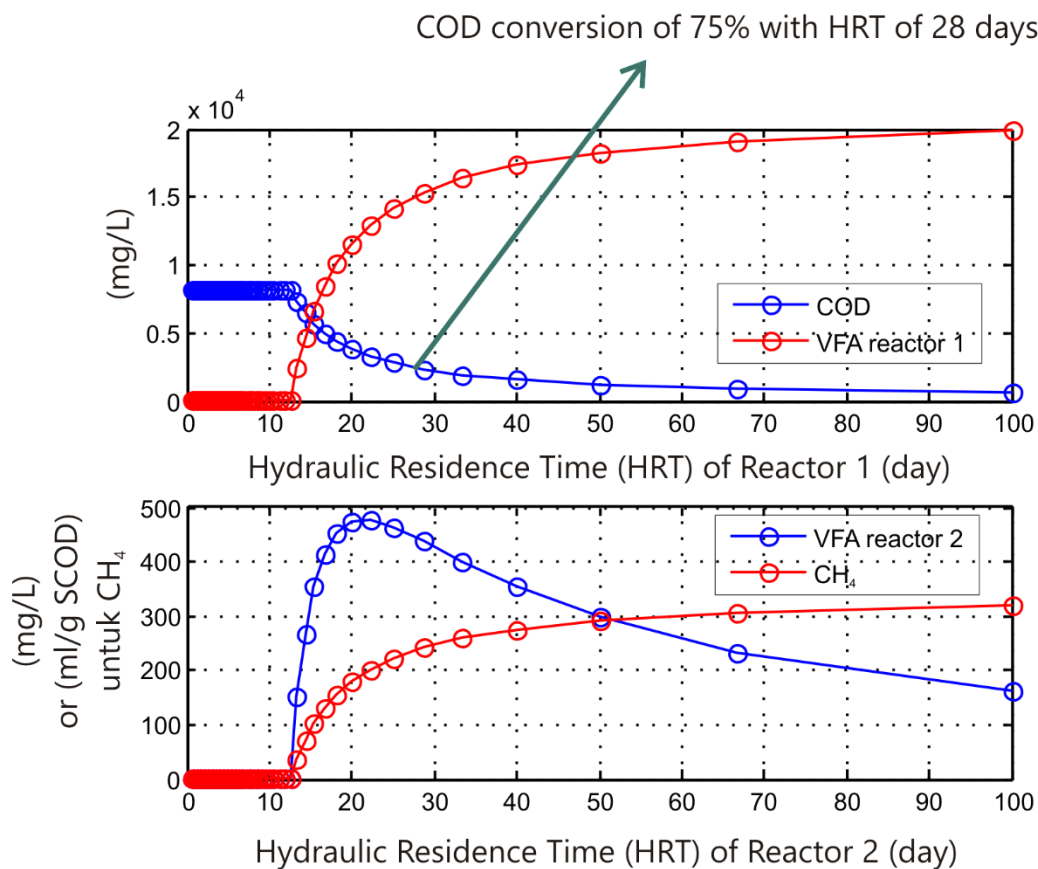 COD conversion of 75% with HRT of 28 days
x 10⁴
2
1.5
1
0.5
0
(mg/L)
COD
VFA reactor 1
0 10 20 30 40 50 60 70 80 90 100
Hydraulic Residence Time (HRT) of Reactor 1 (day)
500
400
300
200
100
0
(mg/L)
or (ml/g SCOD)
untuk CH₄
VFA reactor 2
CH₄
0 10 20 30 40 50 60 70 80 90 100
Hydraulic Residence Time (HRT) of Reactor 2 (day)